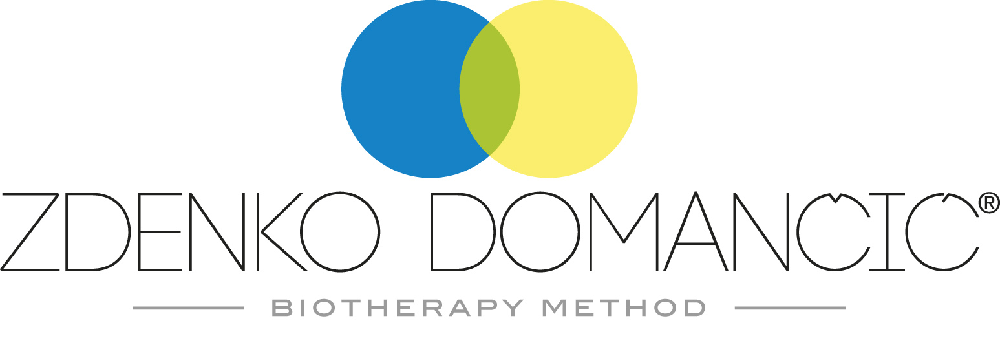 ZDENKO DOMANČIĆ®
BIOTHERAPY METHOD